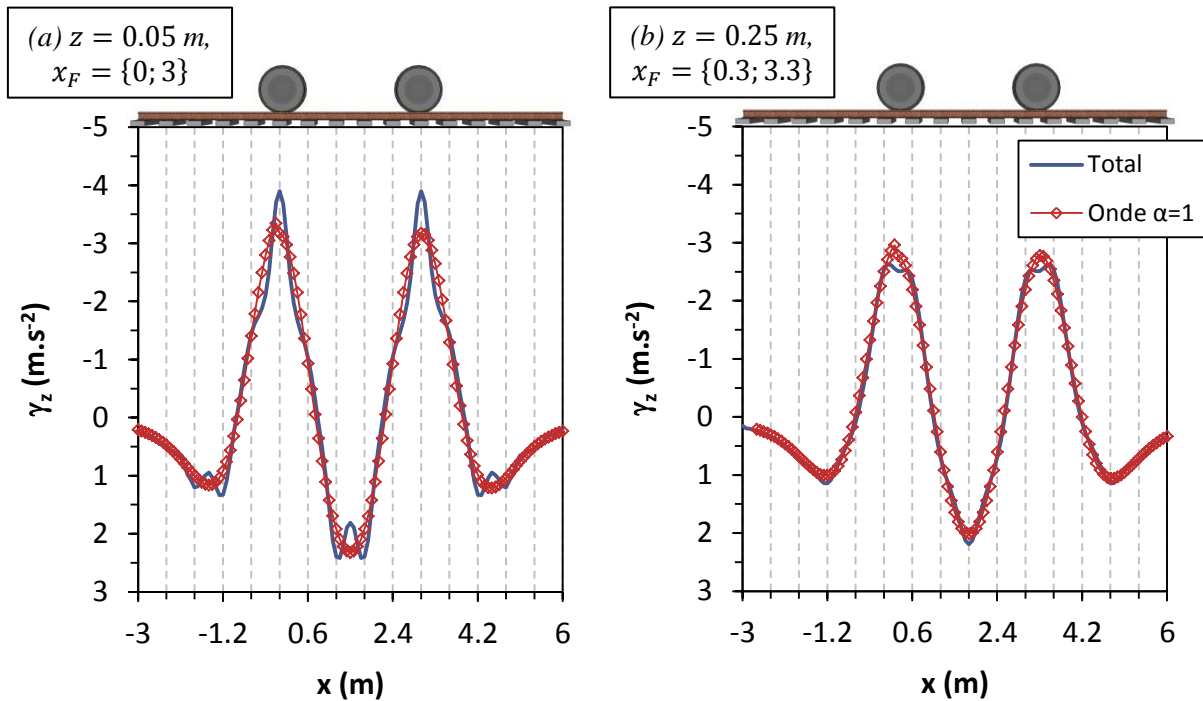 (a) z = 0.05 m,
x_F = {0; 3}
(b) z = 0.25 m,
x_F = {0.3; 3.3}
-5
-4
-3
-2
-1
0
1
2
3
γz (m.s-2)
-3 -1.2 0.6 2.4 4.2 6
x (m)
-5
-4
-3
-2
-1
0
1
2
3
γz (m.s-2)
Total
Onde α=1
-3 -1.2 0.6 2.4 4.2 6
x (m)